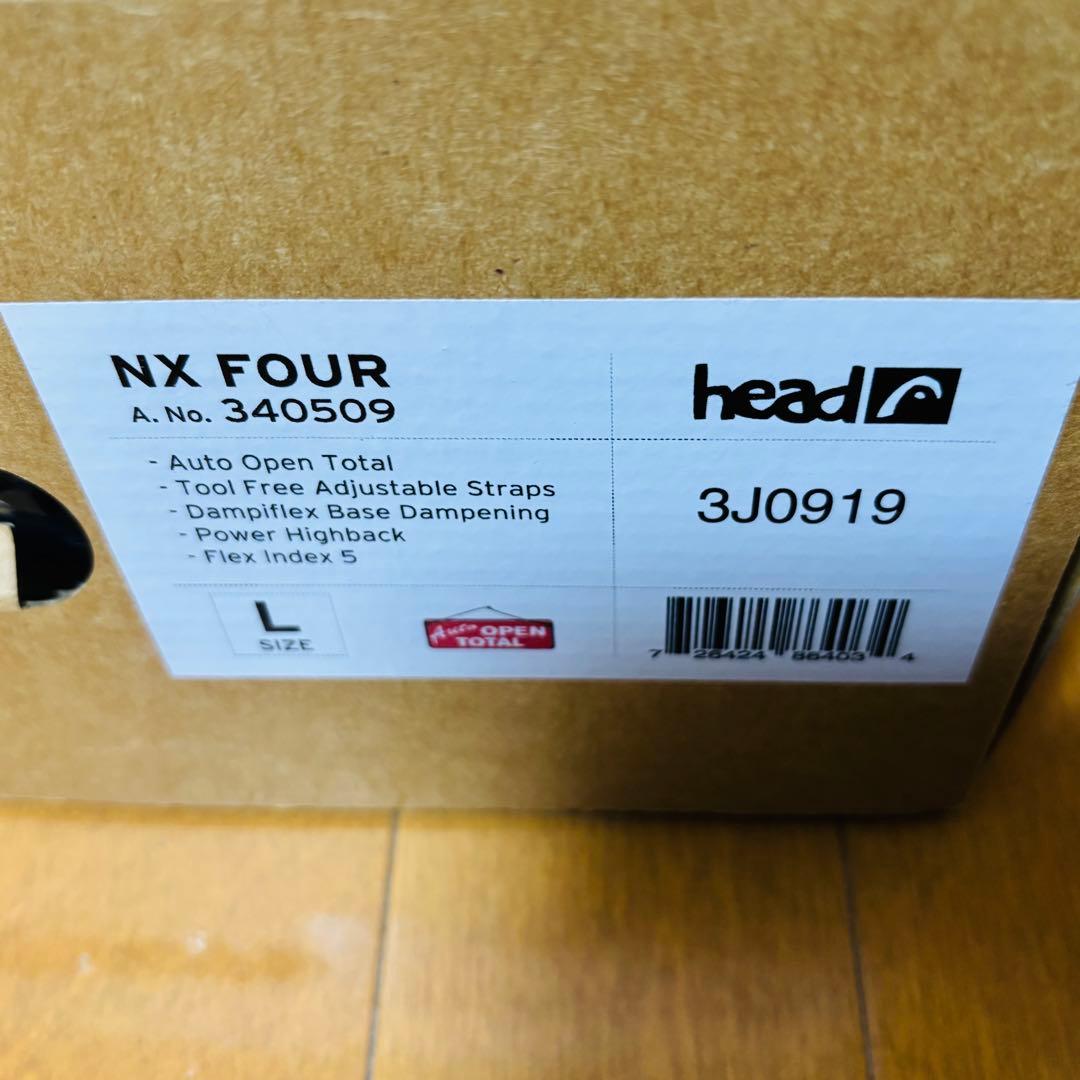 NX FOUR
A. No. 340509
head
- Auto Open Total
- Tool Free Adjustable Straps
- Dampiflex Base Dampening
- Power Highback
- Flex Index 5
3J0919
L
SIZE
Auto OPEN
TOTAL
7 26424 86403 4